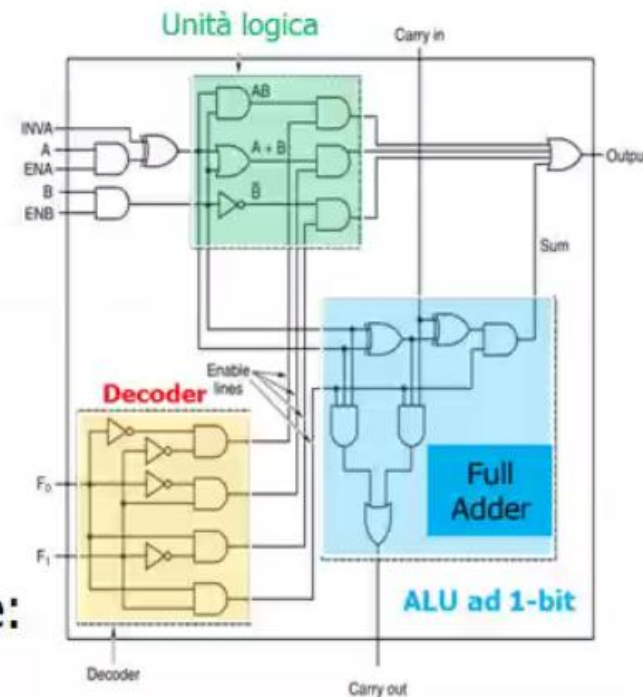 Unità logica
Carry in
INVA
A
ENA
B
ENB
AB
A + B
B̄
Output
Sum
Enable
lines
Decoder
F₀
F₁
Full
Adder
ALU ad 1-bit
e:
Decoder
Carry out